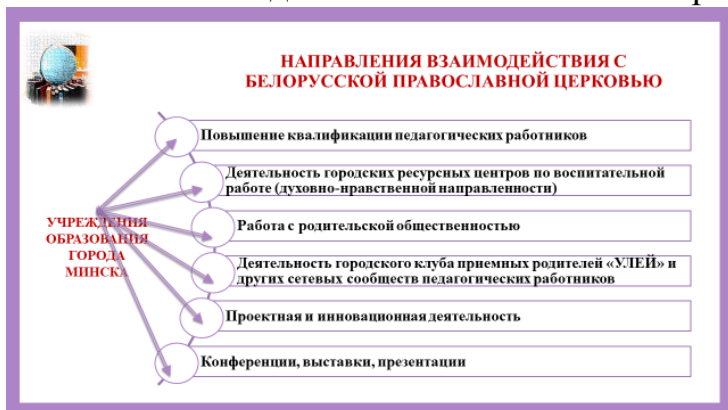 НАПРАВЛЕНИЯ ВЗАИМОДЕЙСТВИЯ С
БЕЛОРУССКОЙ ПРАВОСЛАВНОЙ ЦЕРКОВЬЮ
Повышение квалификации педагогических работников
Деятельность городских ресурсных центров по воспитательной
работе (духовно-нравственной направленности)
УЧРЕЖДЕНИЯ
ОБРАЗОВАНИЯ
ГОРОДА
МИНСКА
Работа с родительской общественностью
Деятельность городского клуба приемных родителей «УЛЕЙ» и
других сетевых сообществ педагогических работников
Проектная и инновационная деятельность
Конференции, выставки, презентации